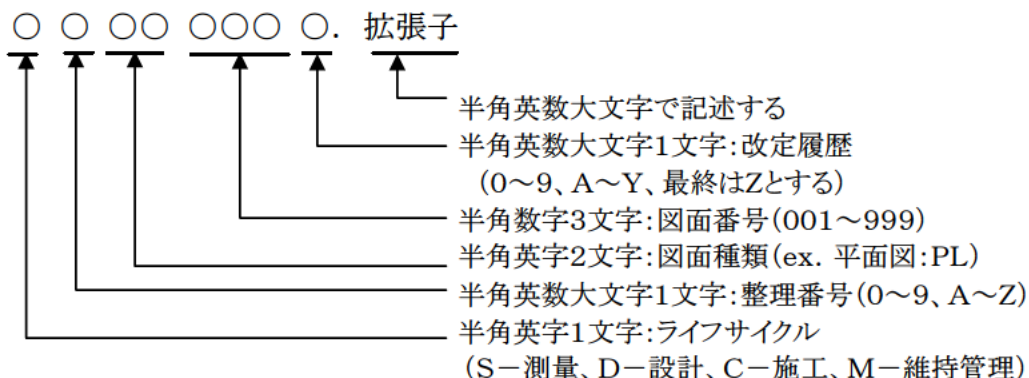 ○ ○ ○○ ○○○ ○. 拡張子
半角英数大文字で記述する
半角英数大文字1文字:改定履歴
(0～9、A～Y、最終はZとする)
半角数字3文字:図面番号(001～999)
半角英字2文字:図面種類(ex. 平面図:PL)
半角英数大文字1文字:整理番号(0～9、A～Z)
半角英字1文字:ライフサイクル
(S－測量、D－設計、C－施工、M－維持管理)